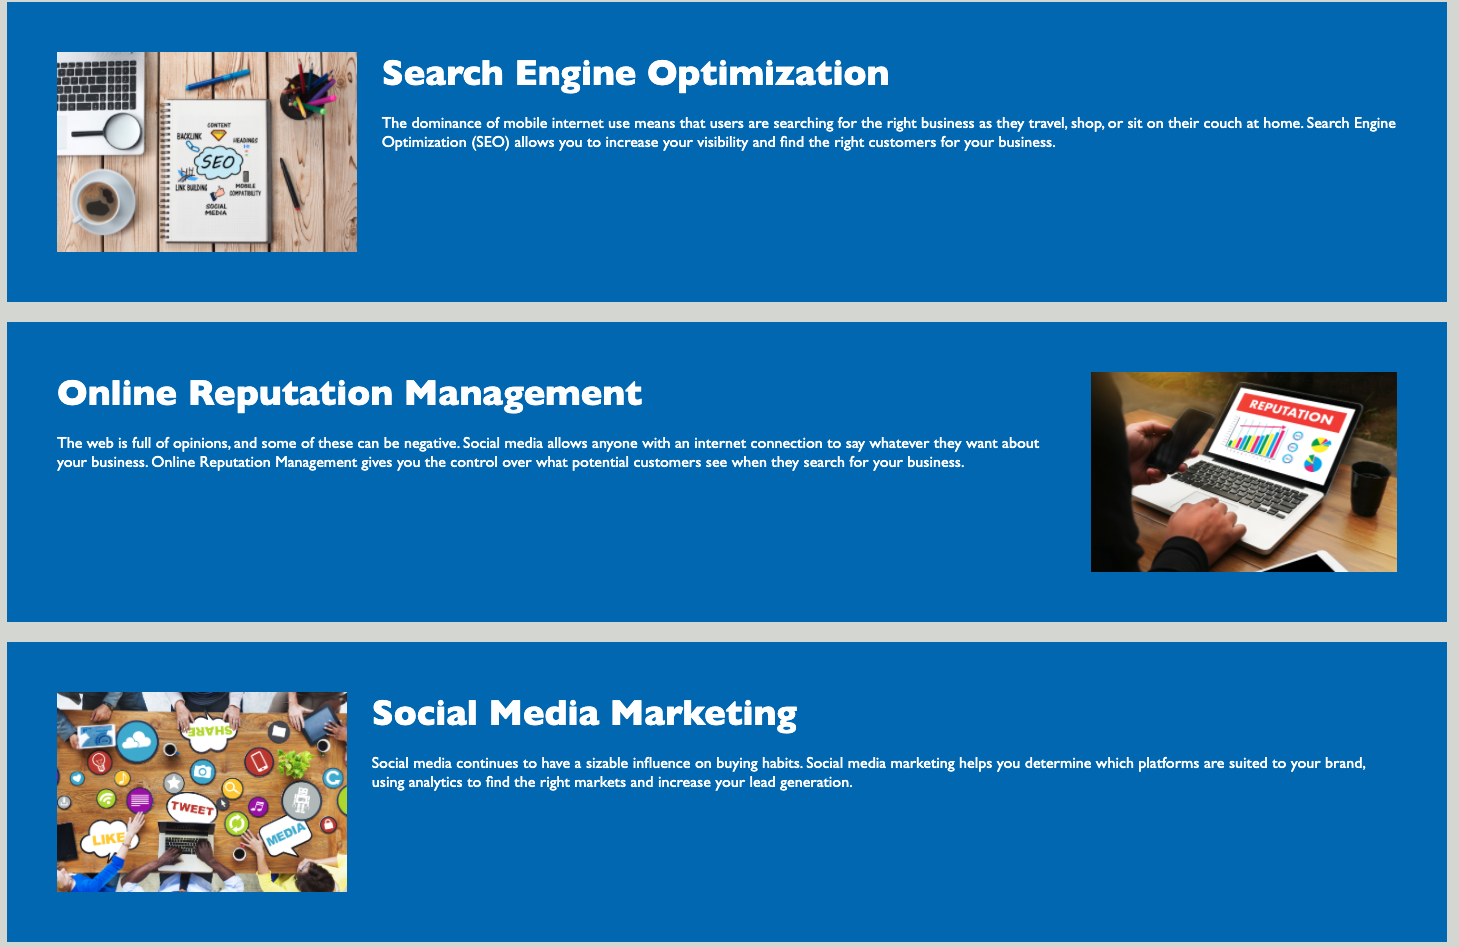 Search Engine Optimization
The dominance of mobile internet use means that users are searching for the right business as they travel, shop, or sit on their couch at home. Search Engine
Optimization (SEO) allows you to increase your visibility and find the right customers for your business.
CONTENT
BACKLINK
HEADINGS
SEO
LINK BUILDING
MOBILE
COMPATIBILITY
SOCIAL
MEDIA
Online Reputation Management
The web is full of opinions, and some of these can be negative. Social media allows anyone with an internet connection to say whatever they want about
your business. Online Reputation Management gives you the control over what potential customers see when they search for your business.
REPUTATION
Social Media Marketing
Social media continues to have a sizable influence on buying habits. Social media marketing helps you determine which platforms are suited to your brand,
using analytics to find the right markets and increase your lead generation.
SHARE
TWEET
LIKE
MEDIA